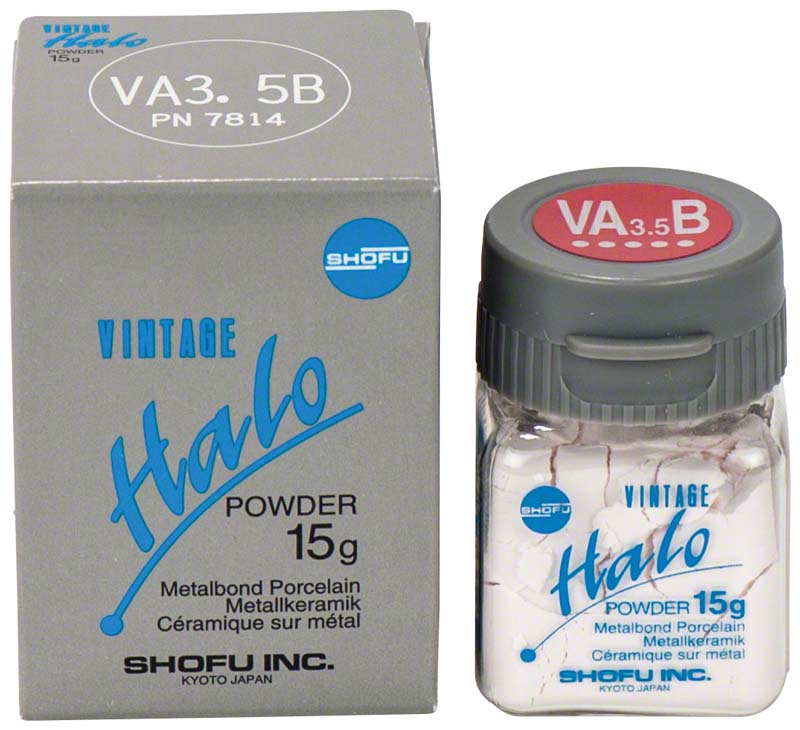 VINTAGE
Halo
POWDER
15g
VA3. 5B
PN 7814
SHOFU
VINTAGE
Halo
POWDER
15g
Metalbond Porcelain
Metallkeramik
Céramique sur métal
SHOFU INC.
KYOTO JAPAN
VA3.5B
SHOFU
VINTAGE
Halo
POWDER 15g
Metalbond Porcelain
Metallkeramik
Céramique sur métal
SHOFU INC.
KYOTO JAPAN